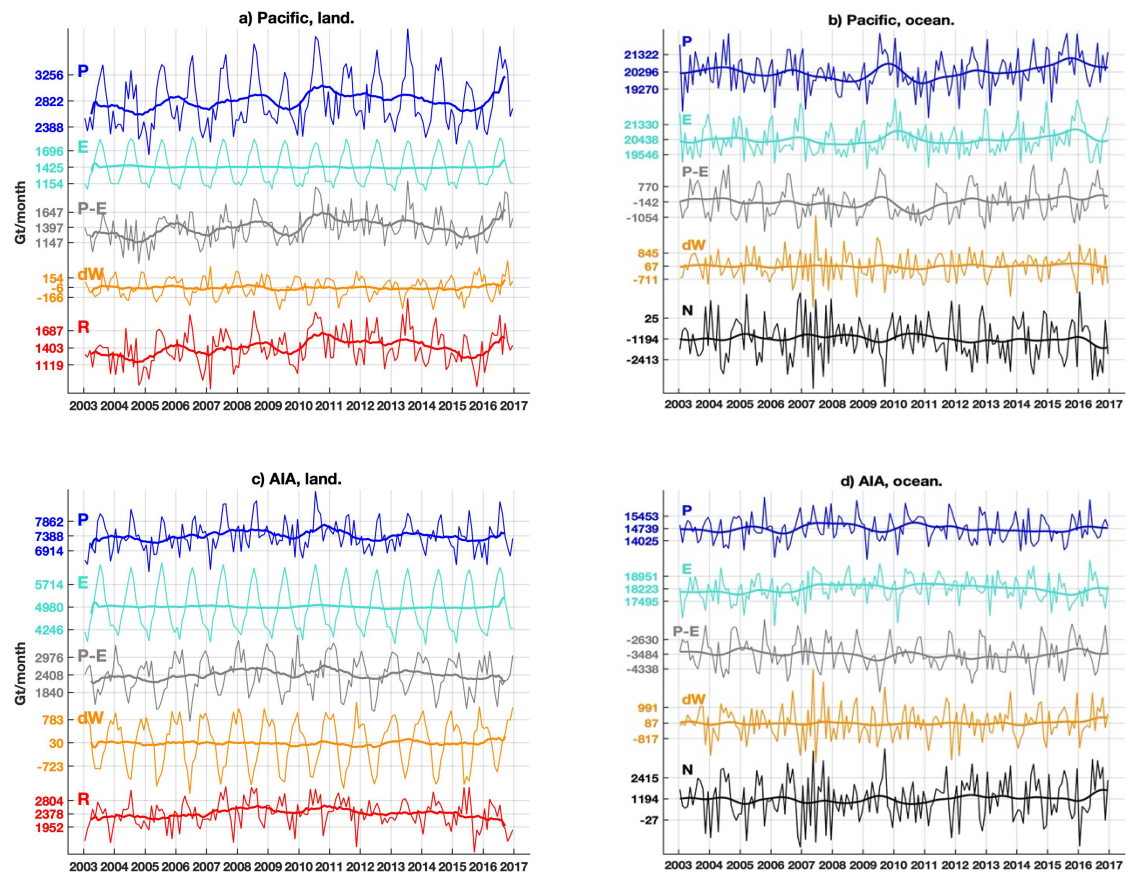 a) Pacific, land.
Gt/month
P
3256
2822
2388
E
1696
1425
1154
P-E
1647
1397
1147
dW
154
-6
-166
R
1687
1403
1119
2003 2004 2005 2006 2007 2008 2009 2010 2011 2012 2013 2014 2015 2016 2017
b) Pacific, ocean.
P
21322
20296
19270
E
21330
20438
19546
P-E
770
-142
-1054
dW
845
67
-711
N
25
-1194
-2413
2003 2004 2005 2006 2007 2008 2009 2010 2011 2012 2013 2014 2015 2016 2017
c) AIA, land.
Gt/month
P
7862
7388
6914
E
5714
4980
4246
P-E
2976
2408
1840
dW
783
30
-723
R
2804
2378
1952
2003 2004 2005 2006 2007 2008 2009 2010 2011 2012 2013 2014 2015 2016 2017
d) AIA, ocean.
P
15453
14739
14025
E
18951
18223
17495
P-E
-2630
-3484
-4338
dW
991
87
-817
N
2415
1194
-27
2003 2004 2005 2006 2007 2008 2009 2010 2011 2012 2013 2014 2015 2016 2017